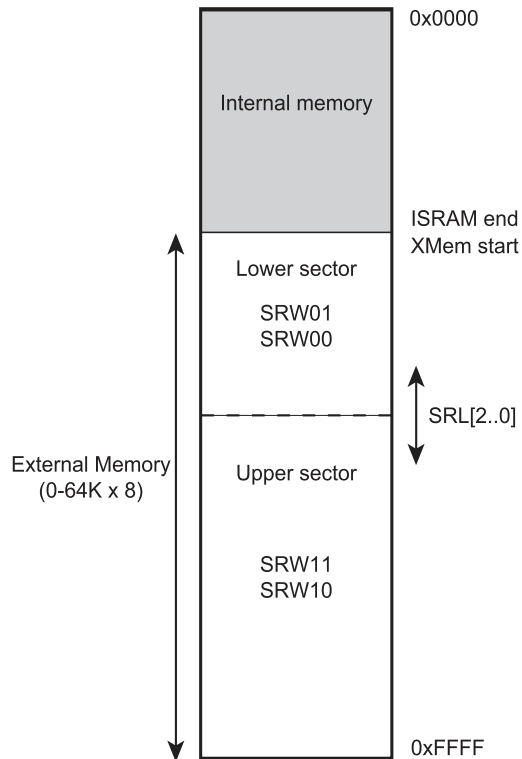 0x0000
Internal memory
ISRAM end
XMem start
Lower sector
SRW01
SRW00
SRL[2..0]
External Memory
(0-64K x 8)
Upper sector
SRW11
SRW10
0xFFFF